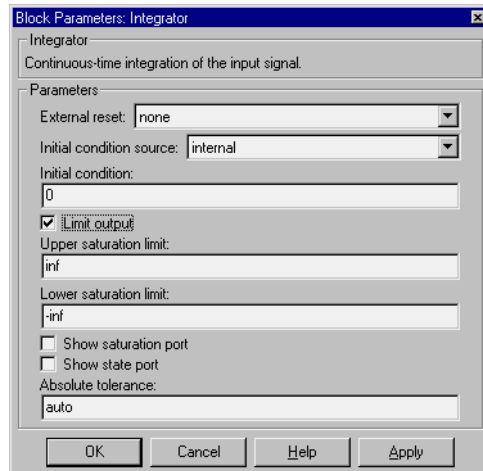 Block Parameters: Integrator
Integrator
Continuous-time integration of the input signal.
Parameters
External reset: none
Initial condition source: internal
Initial condition:
0
Limit output
Upper saturation limit:
inf
Lower saturation limit:
-inf
Show saturation port
Show state port
Absolute tolerance:
auto
OK Cancel Help Apply